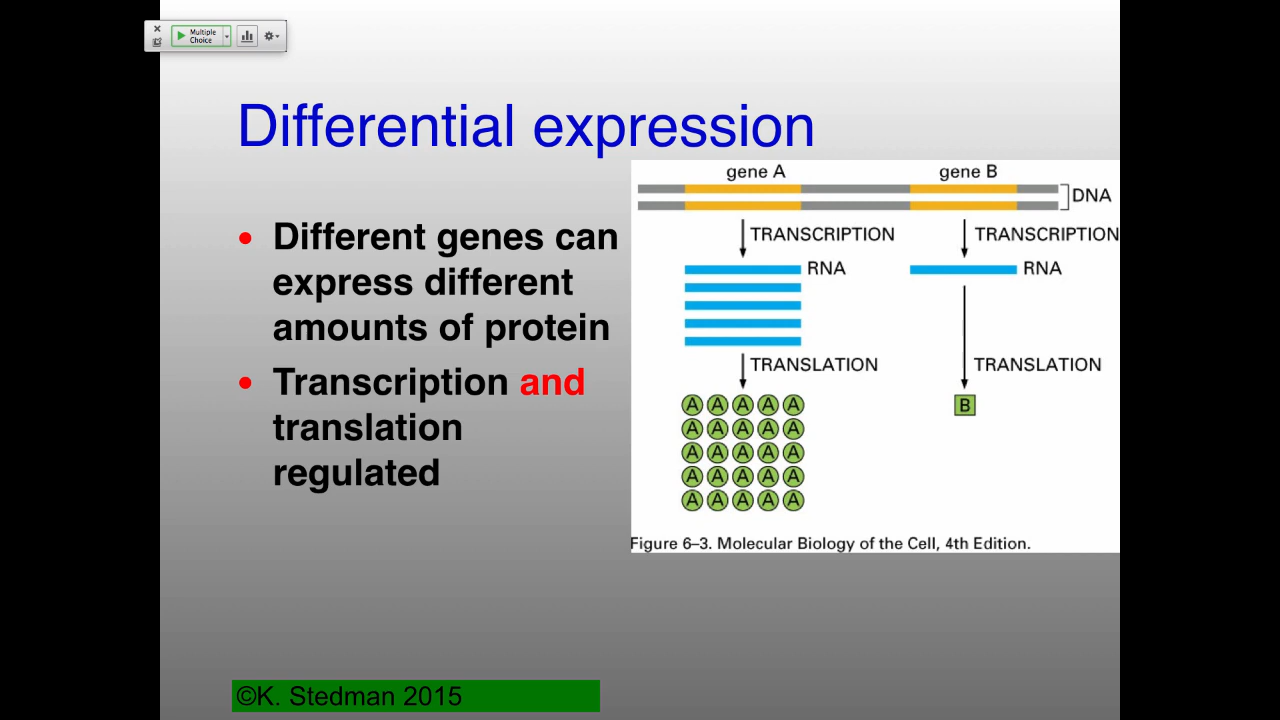 Multiple
Choice
Differential expression
gene A gene B
DNA
• Different genes can
express different
amounts of protein
• Transcription and
translation
regulated
TRANSCRIPTION TRANSCRIPTION
RNA RNA
TRANSLATION TRANSLATION
A A A A A B
A A A A A
A A A A A
A A A A A
A A A A A
Figure 6–3. Molecular Biology of the Cell, 4th Edition.
©K. Stedman 2015